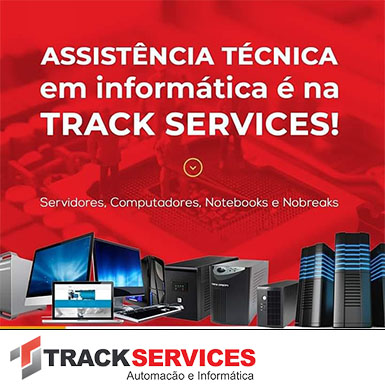 ASSISTÊNCIA TÉCNICA
em informática é na
TRACK SERVICES!
Servidores, Computadores, Notebooks e Nobreaks
TRACKSERVICES
Automação e Informática